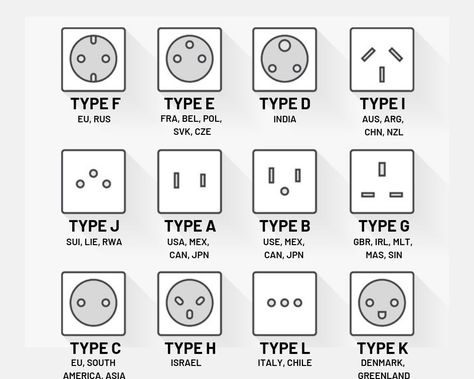 TYPE F
EU, RUS
TYPE E
FRA, BEL, POL,
SVK, CZE
TYPE D
INDIA
TYPE I
AUS, ARG,
CHN, NZL
TYPE J
SUI, LIE, RWA
TYPE A
USA, MEX,
CAN, JPN
TYPE B
USE, MEX,
CAN, JPN
TYPE G
GBR, IRL, MLT,
MAS, SIN
TYPE C
EU, SOUTH
AMERICA, ASIA
TYPE H
ISRAEL
TYPE L
ITALY, CHILE
TYPE K
DENMARK,
GREENLAND